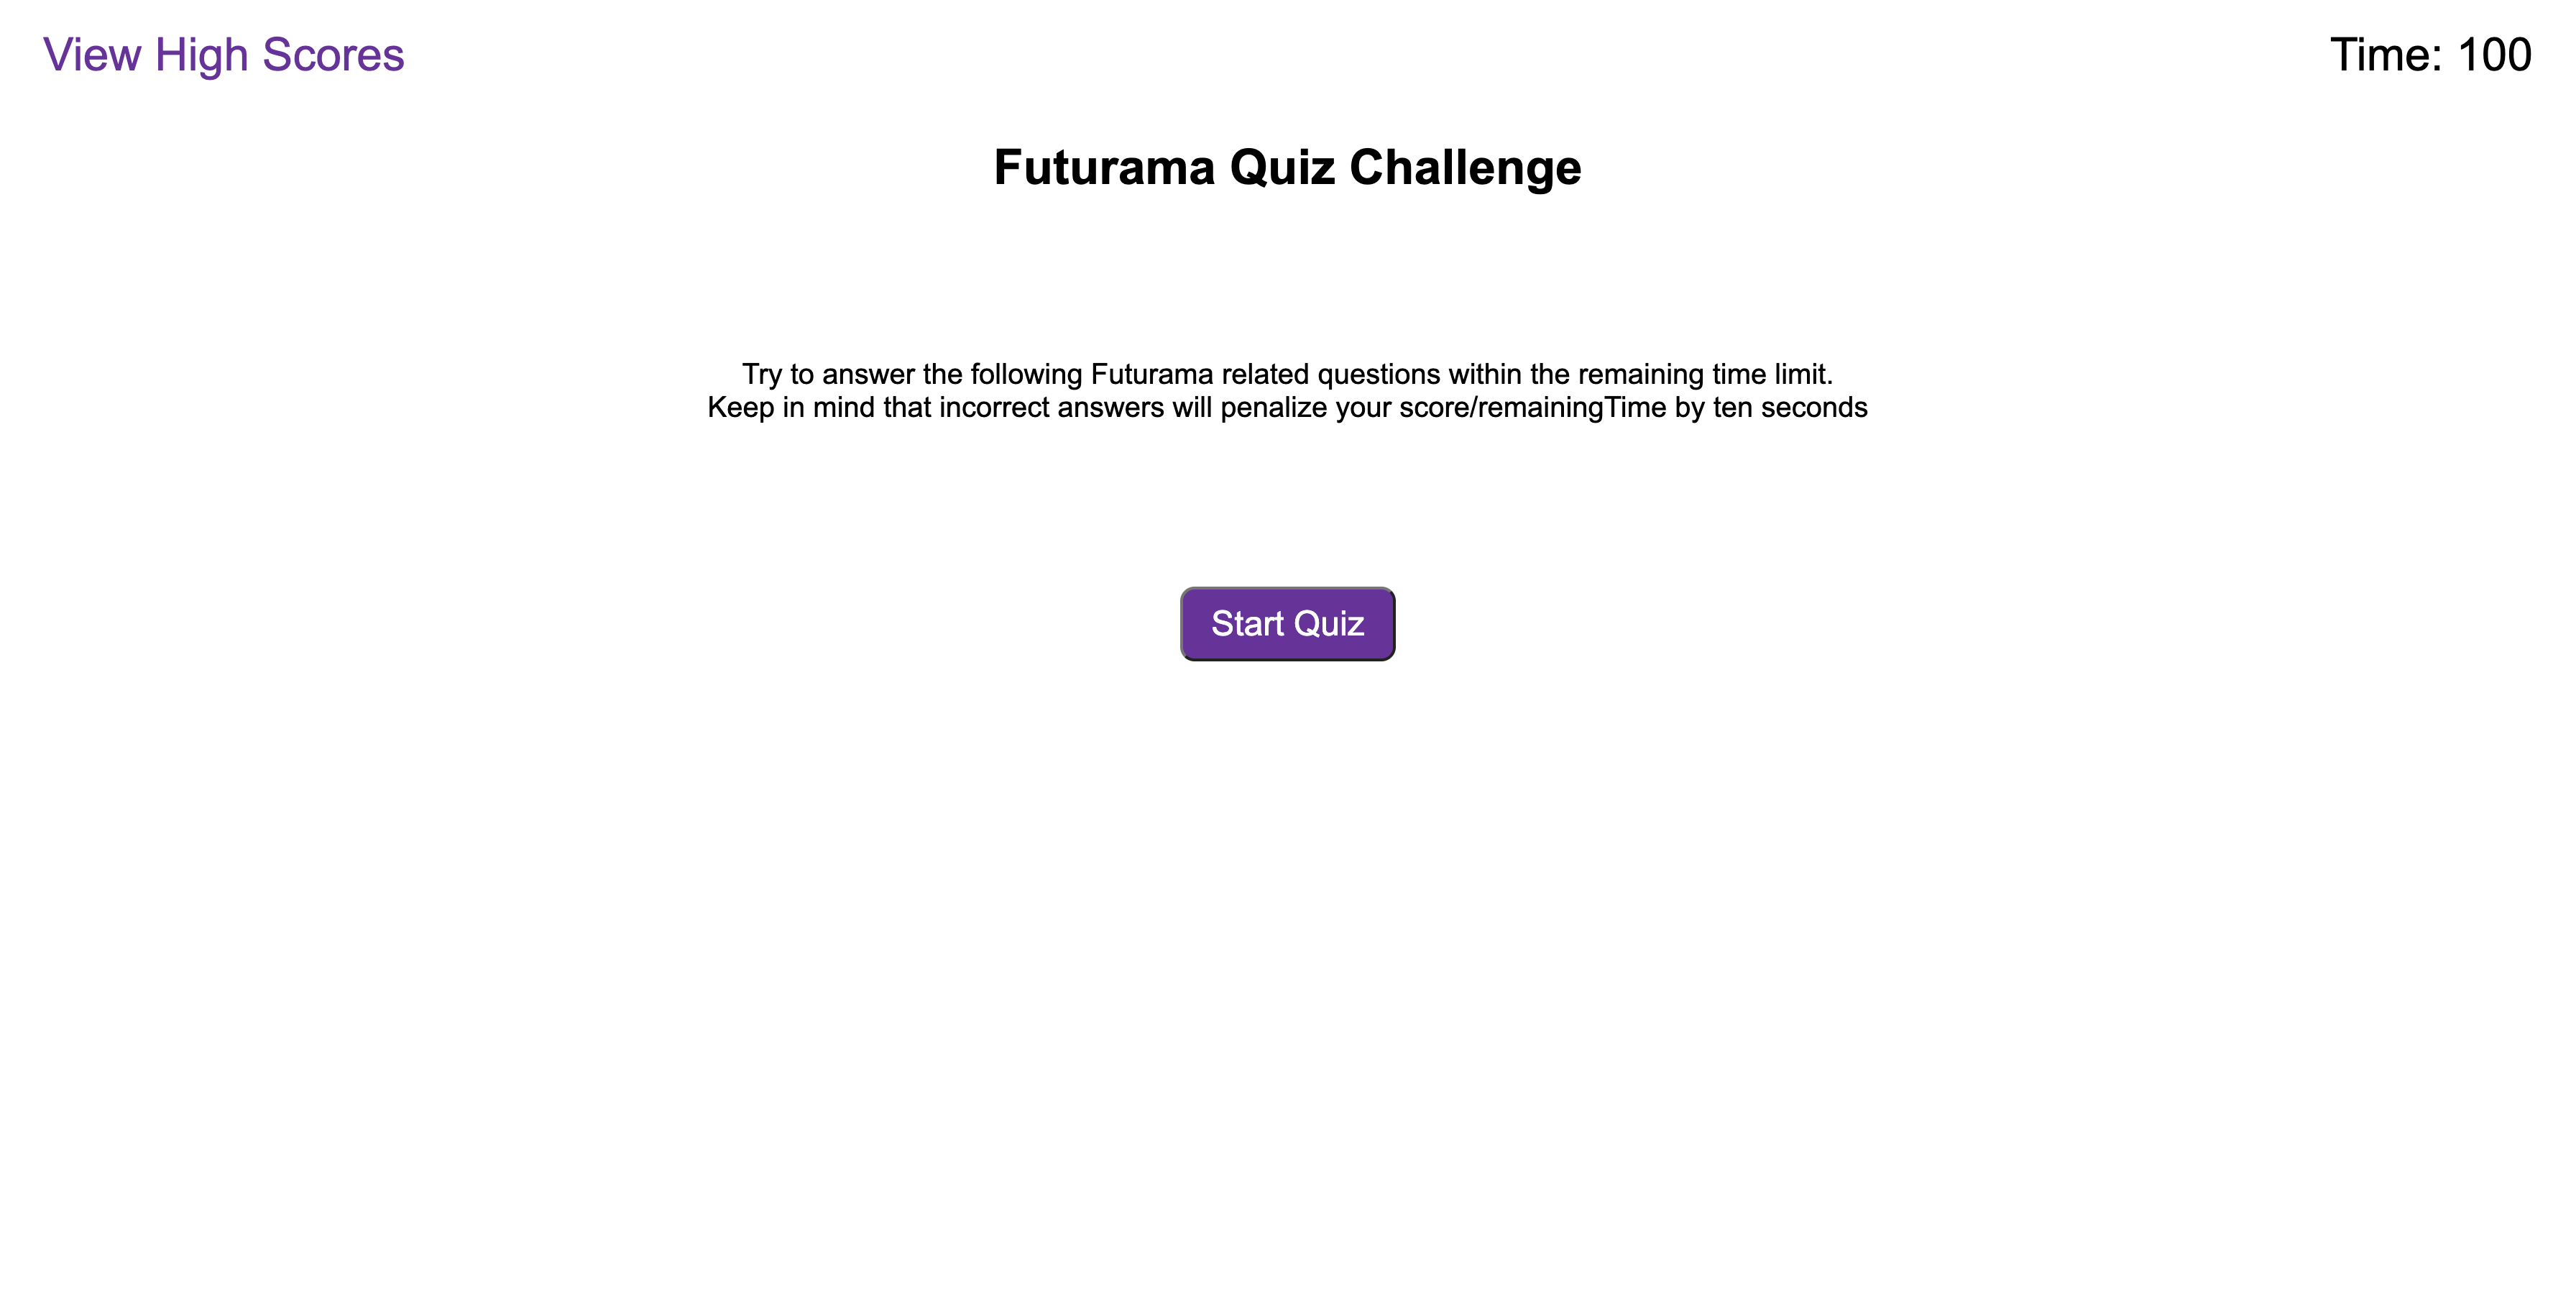 View High Scores
Time: 100
Futurama Quiz Challenge
Try to answer the following Futurama related questions within the remaining time limit.
Keep in mind that incorrect answers will penalize your score/remainingTime by ten seconds
Start Quiz